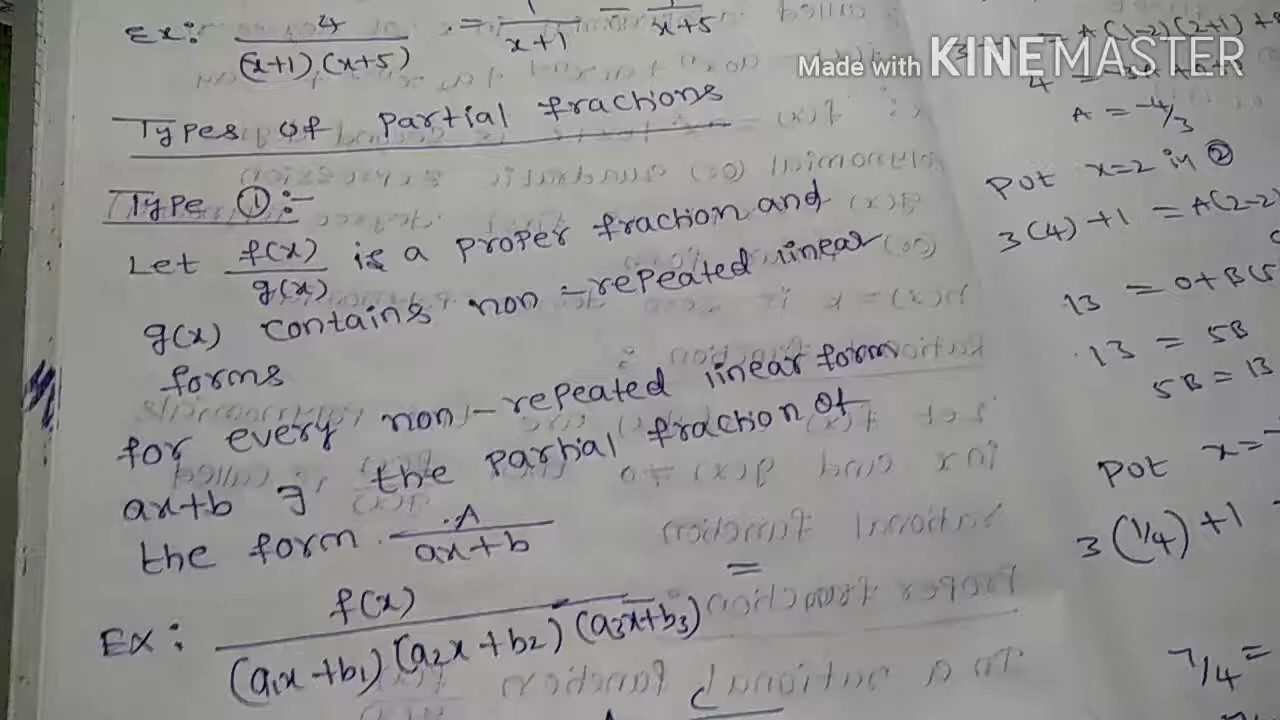 Ex: 4/((x+1)(x+5)) = 1/(x+1) - 1/(x+5)
Types of partial fractions
Type ①:-
Let f(x)/g(x) is a proper fraction and
g(x) contains non-repeated linear
forms
for every non-repeated linear form
ax+b ∃ the partial fraction of
the form A/(ax+b)
=
EX: f(x)/((a₁x+b₁)(a₂x+b₂)(a₃x+b₃))
Made with KINEMASTER
A = -4/3
Pot x=2 in ②
3(4)+1 = A(2-2)
13 = 0+B(5
13 = 5B
5B = 13
Pot x=
3(1/4)+1
7/4 =